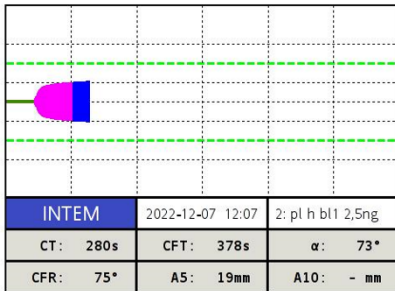 INTEM 2022-12-07 12:07 2: pl h bl1 2,5ng
CT: 280s CFT: 378s α: 73°
CFR: 75° A5: 19mm A10: - mm